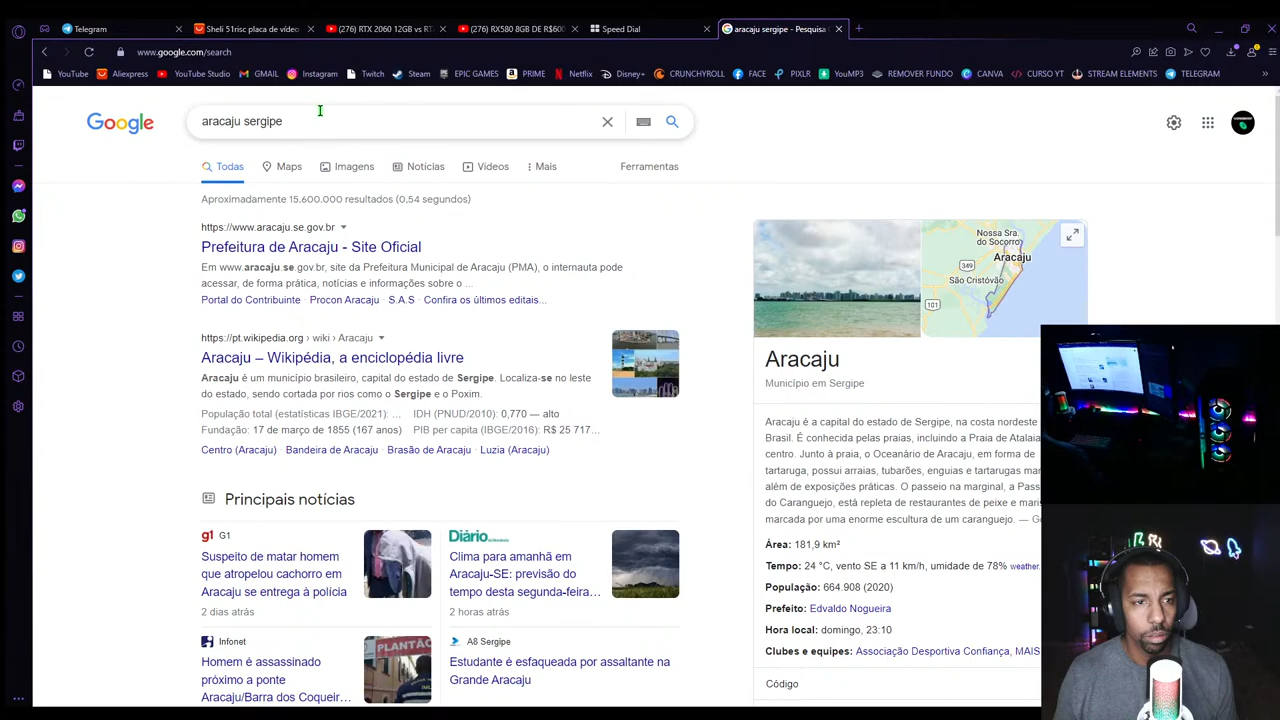 Telegram
Sheli 51risc placa de vídeo
(276) RTX 2060 12GB vs RT
(276) RX580 8GB DE R$600
Speed Dial
aracaju sergipe - Pesquisa
www.google.com/search
YouTube
Aliexpress
YouTube Studio
GMAIL
Instagram
Twitch
Steam
EPIC GAMES
PRIME
Netflix
Disney+
CRUNCHYROLL
FACE
PIXLR
YouMP3
REMOVER FUNDO
CANVA
CURSO YT
STREAM ELEMENTS
TELEGRAM
Google
aracaju sergipe
Todas
Maps
Imagens
Notícias
Vídeos
Mais
Ferramentas
Aproximadamente 15.600.000 resultados (0,54 segundos)
https://www.aracaju.se.gov.br
Prefeitura de Aracaju - Site Oficial
Em www.aracaju.se.gov.br, site da Prefeitura Municipal de Aracaju (PMA), o internauta pode
acessar, de forma prática, notícias e informações sobre o ...
Portal do Contribuinte · Procon Aracaju · S.A.S · Confira os últimos editais...
https://pt.wikipedia.org › wiki › Aracaju
Aracaju – Wikipédia, a enciclopédia livre
Aracaju é um município brasileiro, capital do estado de Sergipe. Localiza-se no leste
do estado, sendo cortada por rios como o Sergipe e o Poxim.
População total (estatísticas IBGE/2021): ... IDH (PNUD/2010): 0,770 — alto
Fundação: 17 de março de 1855 (167 anos) PIB per capita (IBGE/2016): R$ 25 717...
Centro (Aracaju) · Bandeira de Aracaju · Brasão de Aracaju · Luzia (Aracaju)
Principais notícias
g1 G1
Suspeito de matar homem
que atropelou cachorro em
Aracaju se entrega à polícia
2 dias atrás
Diário
Clima para amanhã em
Aracaju-SE: previsão do
tempo desta segunda-feira...
2 horas atrás
Infonet
Homem é assassinado
próximo a ponte
Aracaju/Barra dos Coqueir...
PLANTÃO
A8 Sergipe
Estudante é esfaqueada por assaltante na
Grande Aracaju
Nossa Sra.
do Socorro
Aracaju
349
São Cristóvão
101
Aracaju
Município em Sergipe
Aracaju é a capital do estado de Sergipe, na costa nordeste
Brasil. É conhecida pelas praias, incluindo a Praia de Atalaia
centro. Junto à praia, o Oceanário de Aracaju, em forma de
tartaruga, possui arraias, tubarões, enguias e tartarugas mar
além de exposições práticas. O passeio na marginal, a Pass
do Caranguejo, está repleta de restaurantes de peixe e maris
marcada por uma enorme escultura de um caranguejo. — Go
Área: 181,9 km²
Tempo: 24 °C, vento SE a 11 km/h, umidade de 78% weather.
População: 664.908 (2020)
Prefeito: Edvaldo Nogueira
Hora local: domingo, 23:10
Clubes e equipes: Associação Desportiva Confiança, MAIS
Código